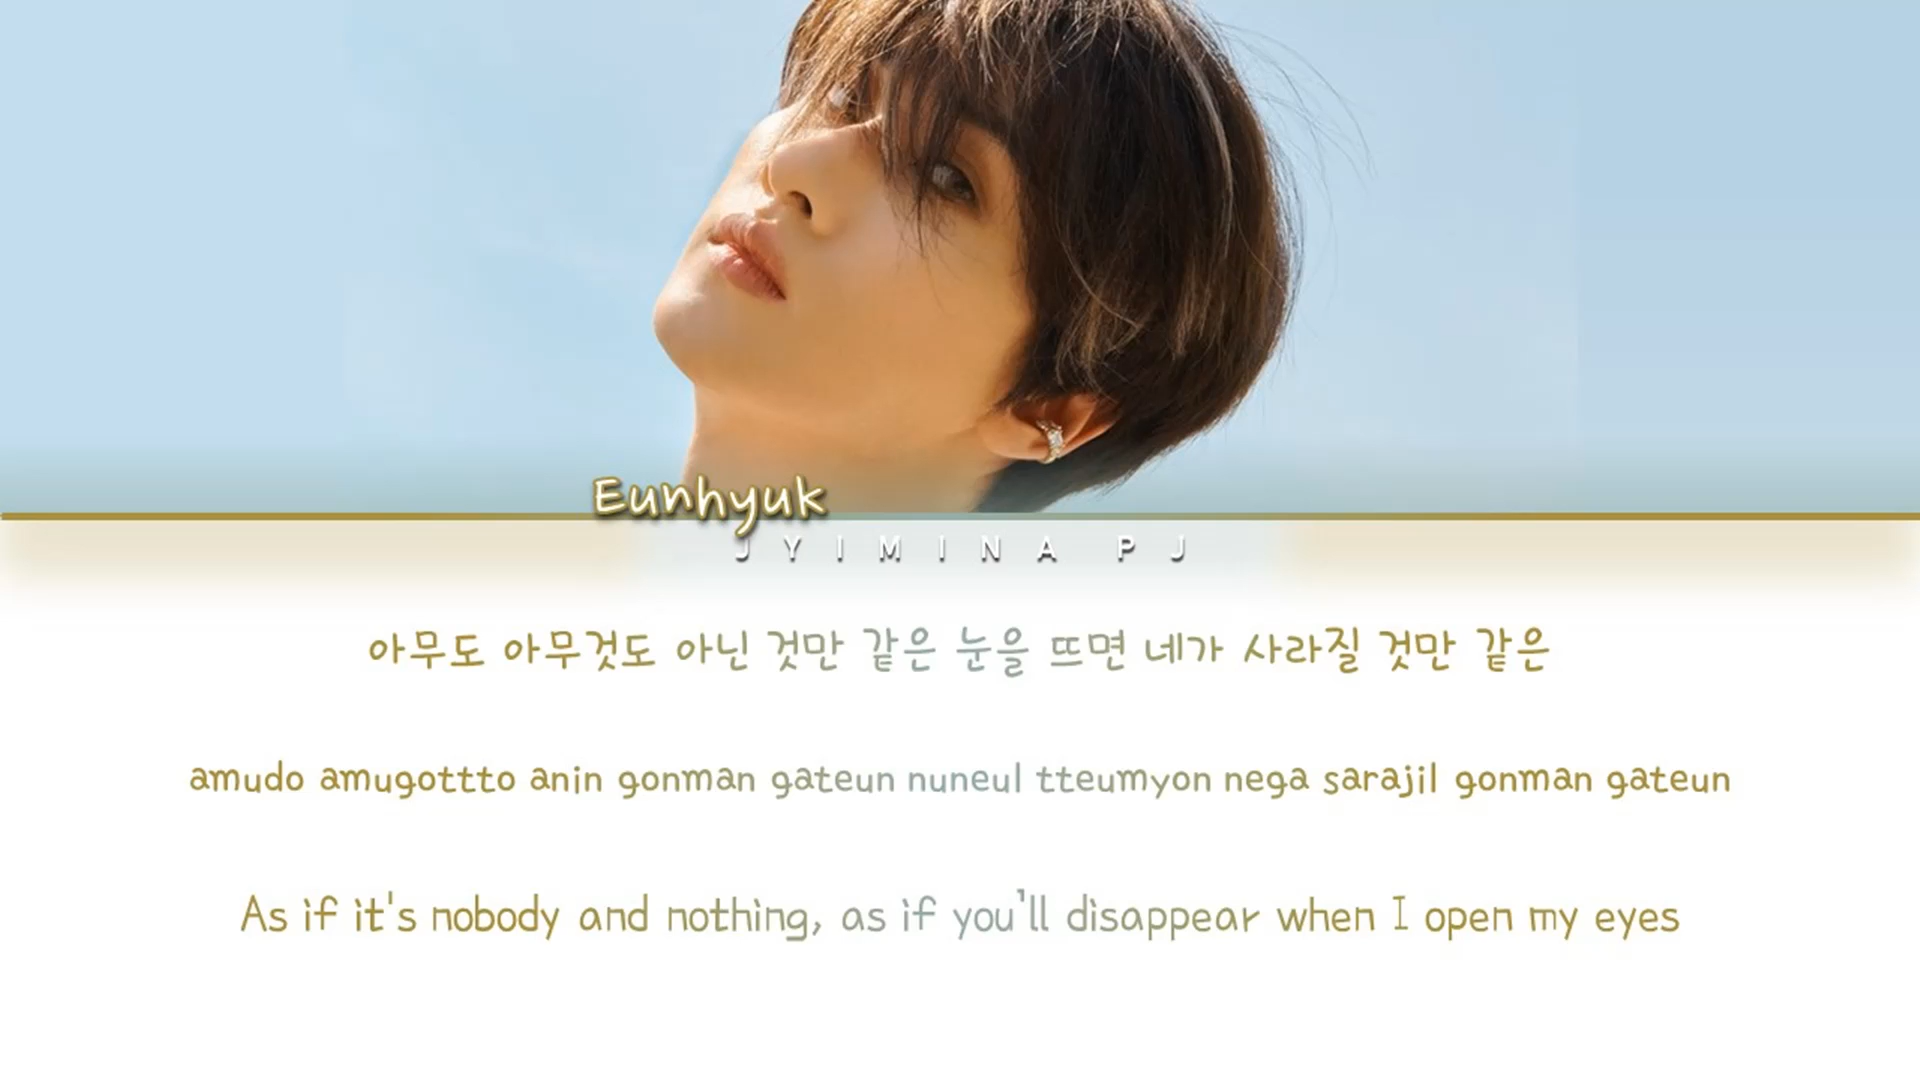 Eunhyuk
JYIMINA PJ
아무도 아무것도 아닌 것만 같은 눈을 뜨면 네가 사라질 것만 같은
amudo amugottto anin gonman gateun nuneul tteumyon nega sarajil gonman gateun
As if it's nobody and nothing, as if you'll disappear when I open my eyes